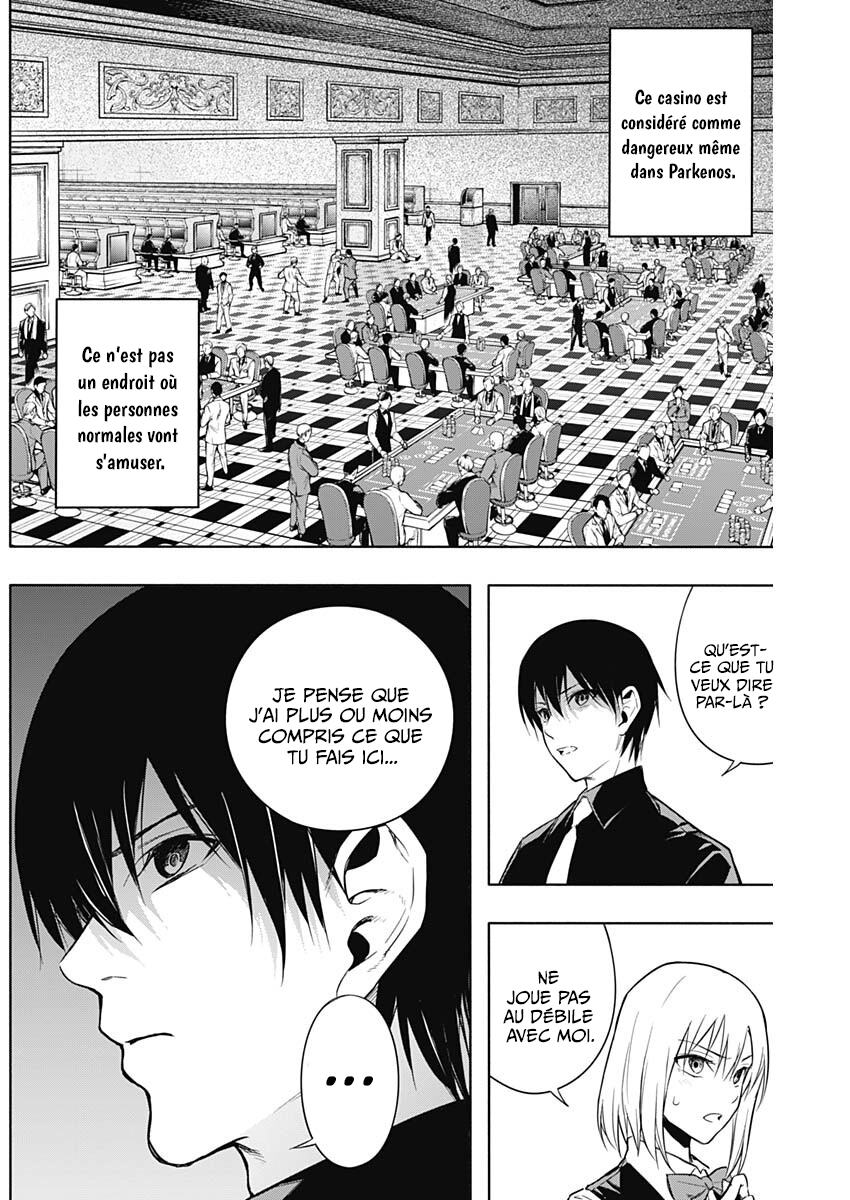 Ce casino est
considéré comme
dangereux même
dans Parkenos.
Ce n'est pas
un endroit où
les personnes
normales vont
s'amuser.
QU'EST-
CE QUE TU
VEUX DIRE
PAR-LÀ ?
NE
JOUE PAS
AU DÉBILE
AVEC MOI.
JE PENSE QUE
J'AI PLUS OU MOINS
COMPRIS CE QUE
TU FAIS ICI...
...